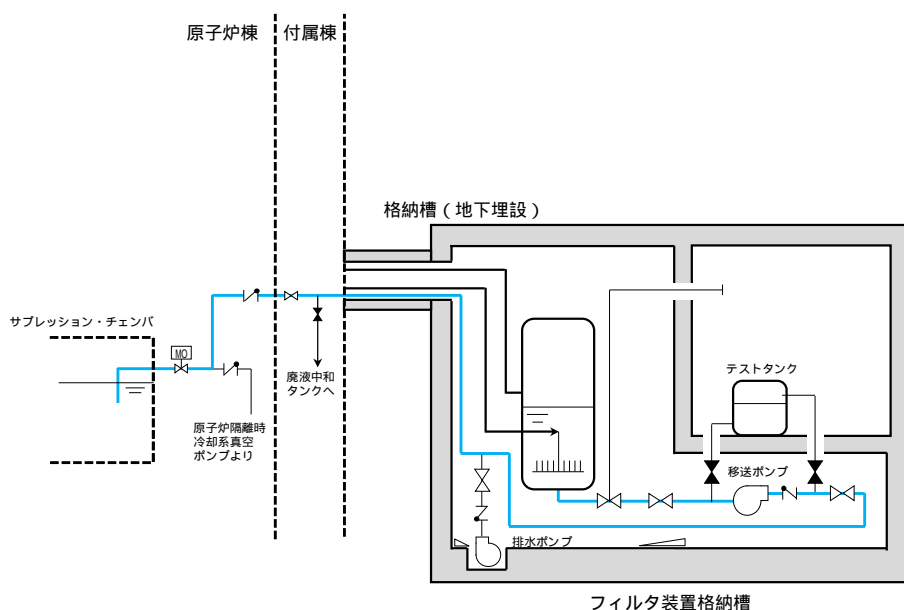 原子炉棟
付属棟
格納槽（地下埋設）
サプレッション・チェンバ
MO
廃液中和
タンクへ
原子炉隔離時
冷却系真空
ポンプより
テストタンク
移送ポンプ
排水ポンプ
フィルタ装置格納槽